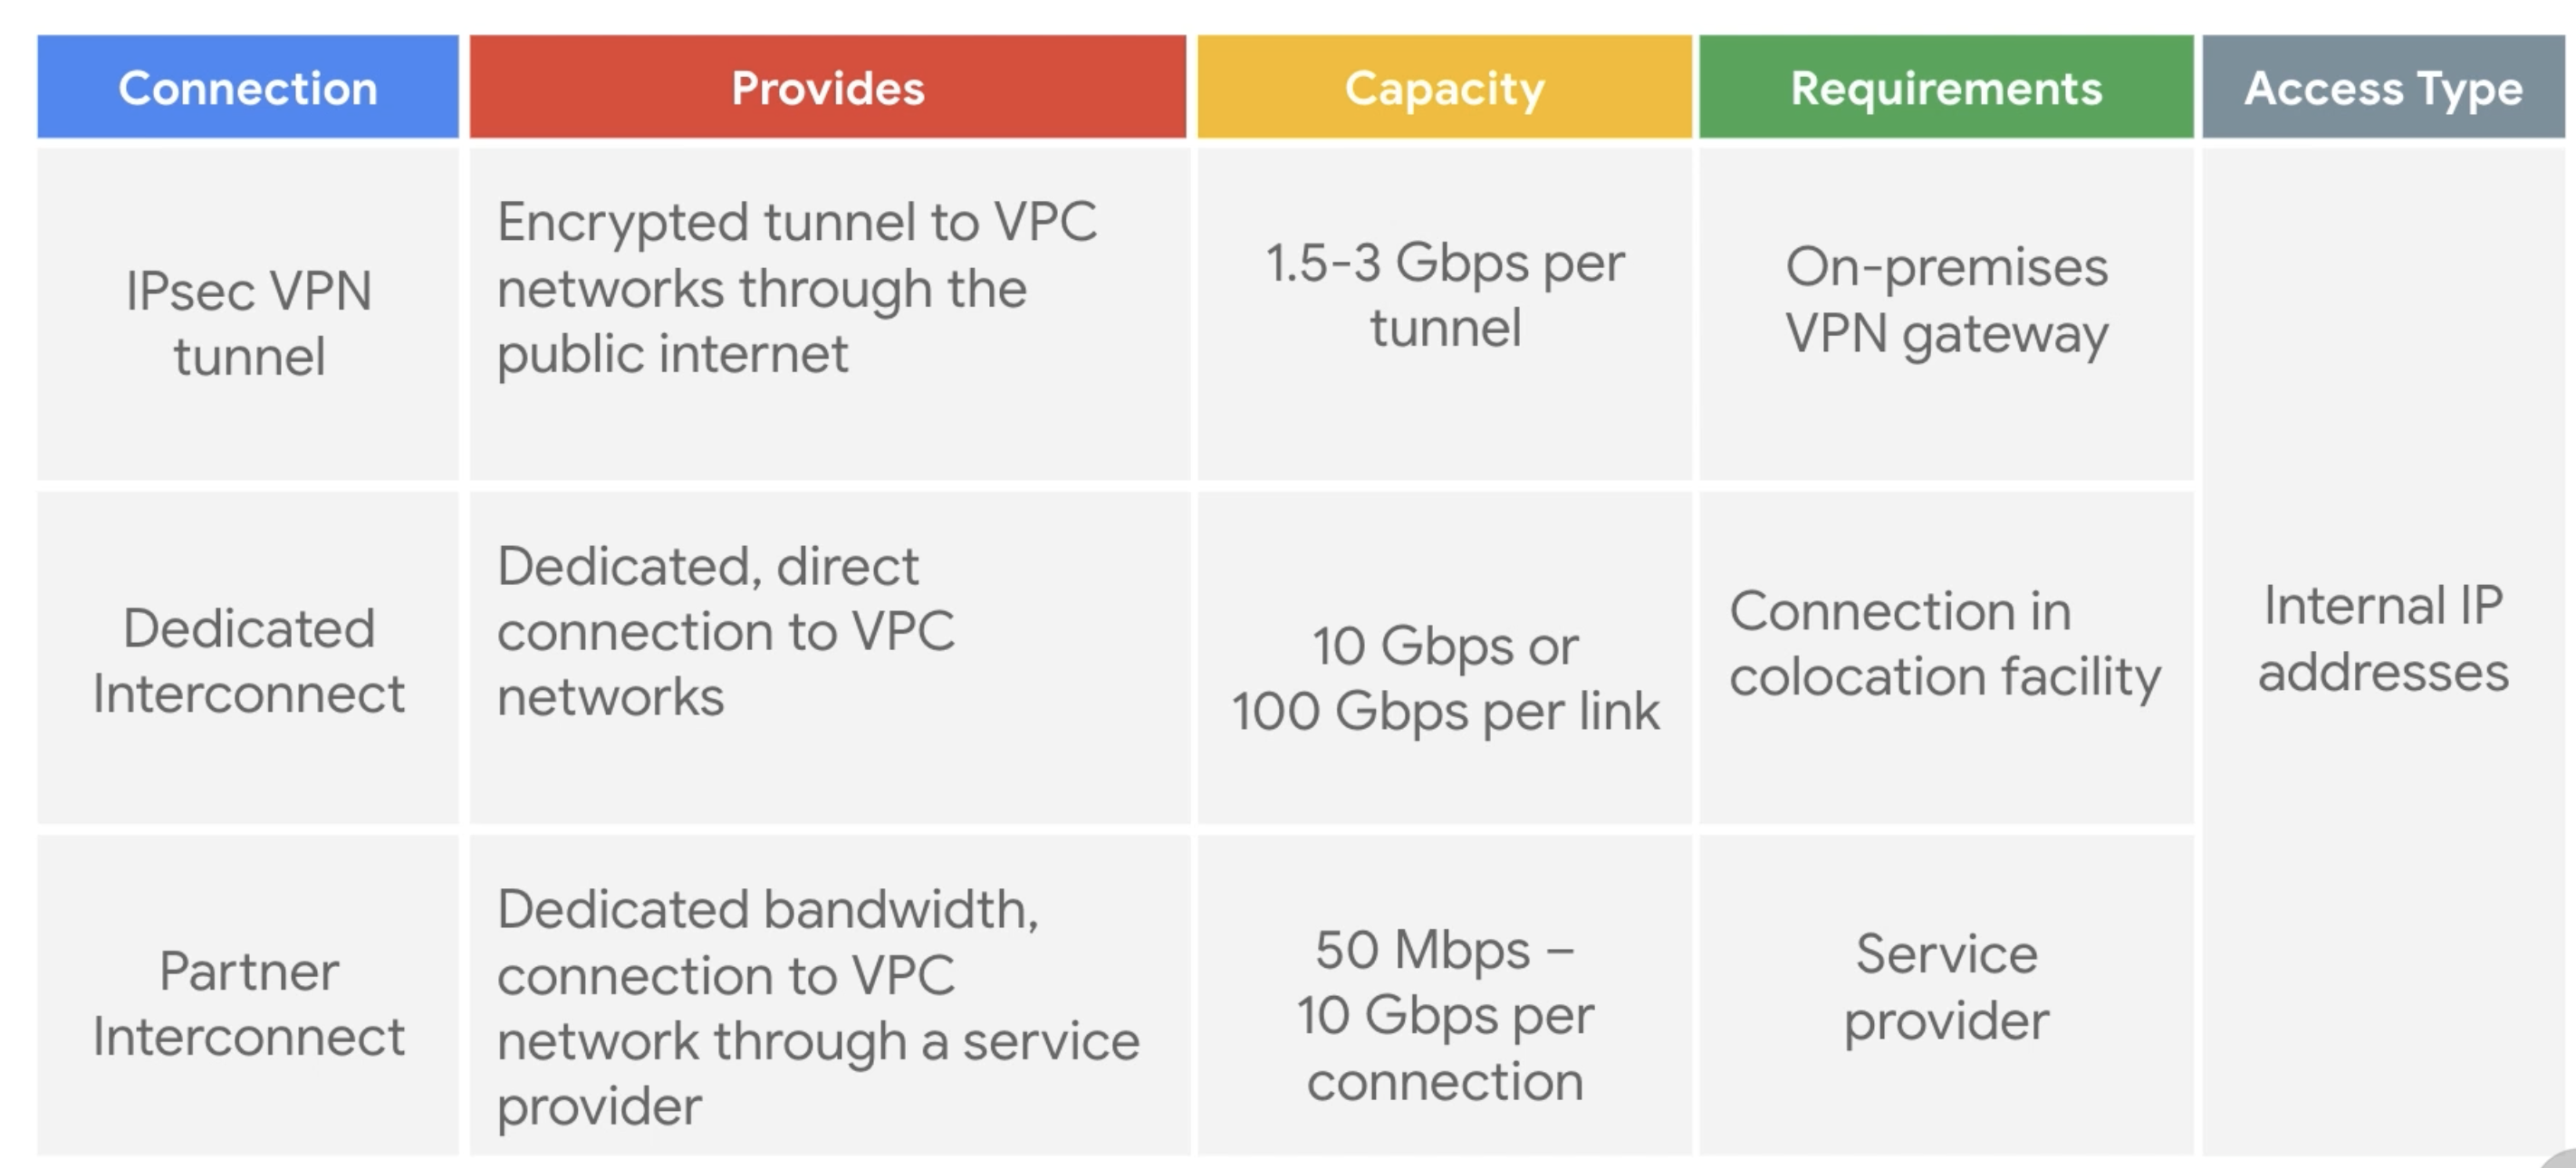 Connection
Provides
Capacity
Requirements
Access Type
IPsec VPN
tunnel
Encrypted tunnel to VPC
networks through the
public internet
1.5-3 Gbps per
tunnel
On-premises
VPN gateway
Internal IP
addresses
Dedicated
Interconnect
Dedicated, direct
connection to VPC
networks
10 Gbps or
100 Gbps per link
Connection in
colocation facility
Partner
Interconnect
Dedicated bandwidth,
connection to VPC
network through a service
provider
50 Mbps –
10 Gbps per
connection
Service
provider